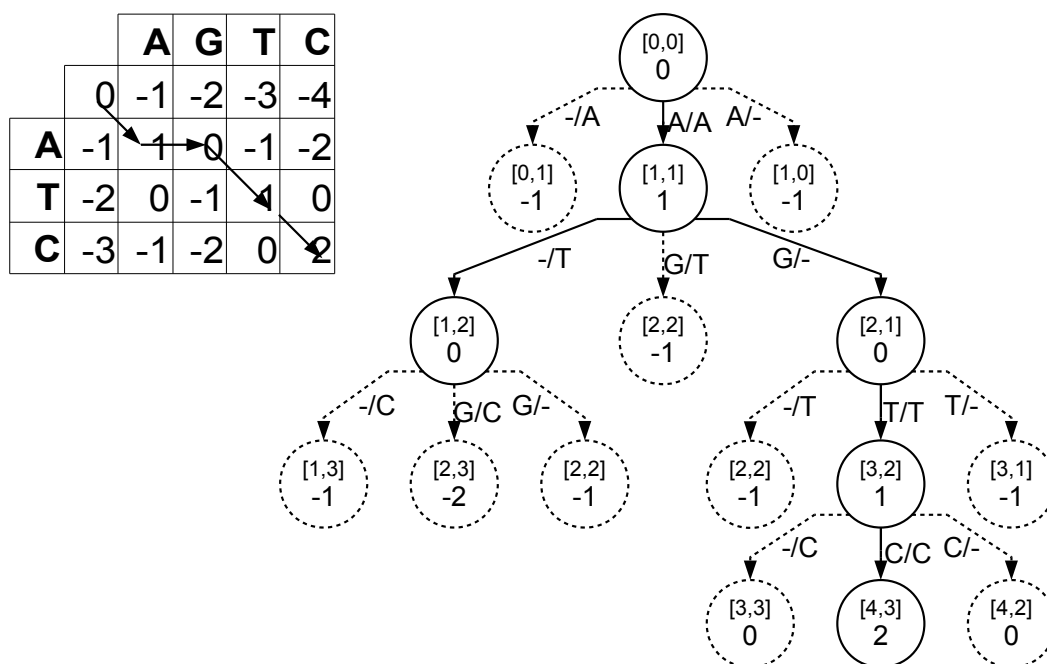 A G T C
0 -1 -2 -3 -4
A -1 1 0 -1 -2
T -2 0 -1 1 0
C -3 -1 -2 0 2
[0,0]
0
-/A A/A A/-
[0,1] [1,1] [1,0]
-1 1 -1
-/T G/T G/-
[1,2] [2,2] [2,1]
0 -1 0
-/C G/C G/- -/T T/T T/-
[1,3] [2,3] [2,2] [2,2] [3,2] [3,1]
-1 -2 -1 -1 1 -1
-/C C/C C/-
[3,3] [4,3] [4,2]
0 2 0